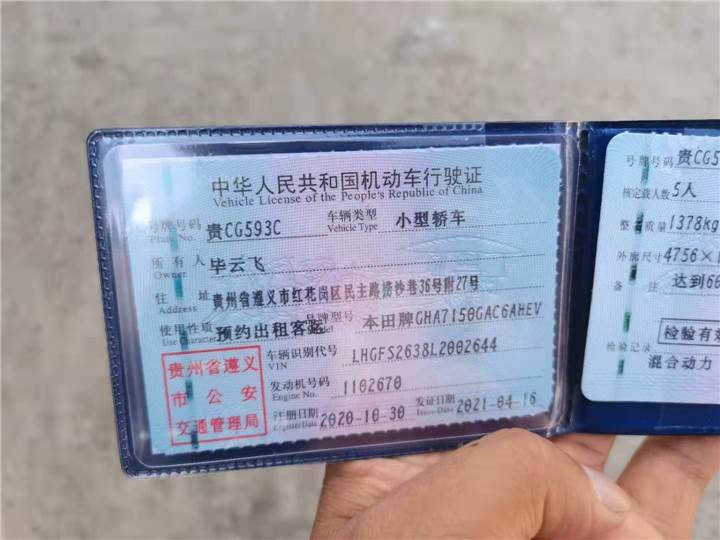 中华人民共和国机动车行驶证
Vehicle License of the People's Republic of China
号牌号码 贵CG593C 车辆类型 小型轿车
Plate No. Vehicle Type
所有人 毕云飞
Owner
住址 贵州省遵义市红花岗区民主路捞沙巷36号附27号
Address
使用性质 预约出租客运 品牌型号 本田牌GHA7150GAC6AHEV
Use Character Model
贵州省遵义
市公安
交通管理局
车辆识别代号 LHGFS2638L2002644
VIN
发动机号码 1102670
Engine No.
注册日期 2020-10-30 发证日期 2021-04-16
Register Date Issue Date
号牌号码 贵CG5
核定载人数 5人
整 质量 1378kg
外廓尺寸 4756×1
备注 达到66
检验有效
检验记录
混合动力